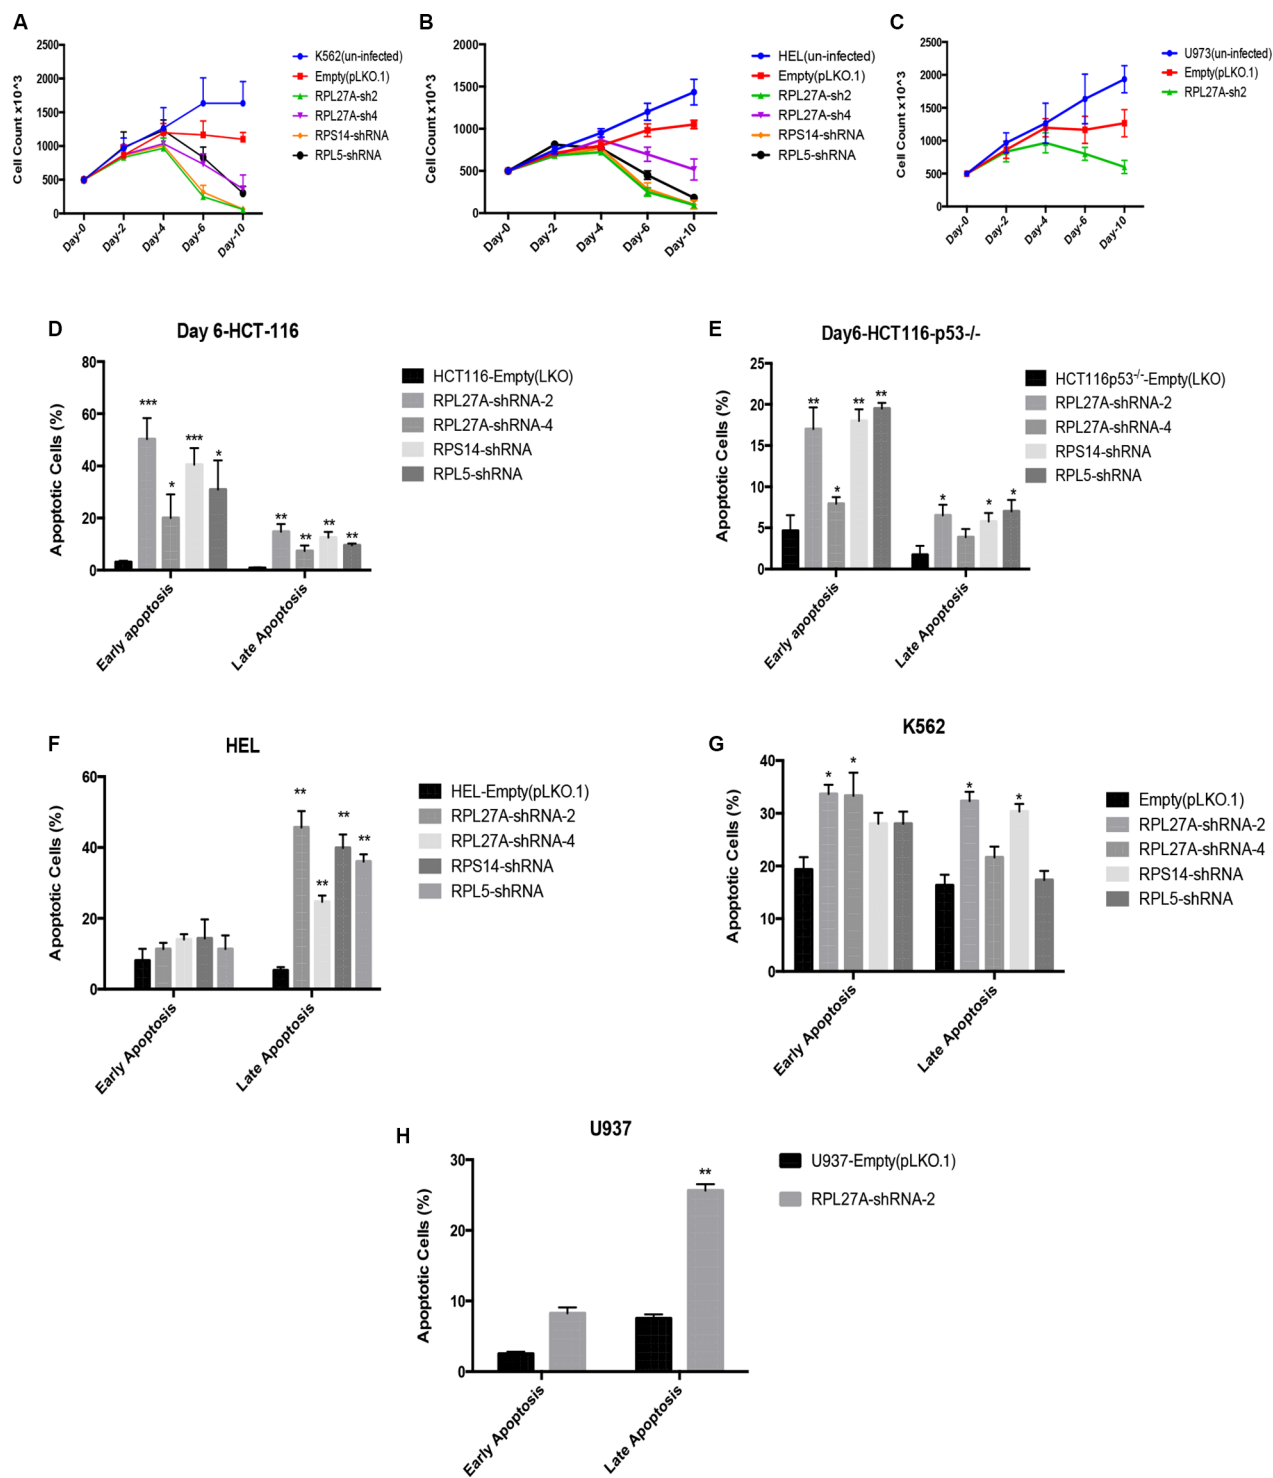 A
2500
2000
1500
1000
500
0
Cell Count x10^3
Day-0
Day-2
Day-4
Day-6
Day-10
K562(un-infected)
Empty(pLKO.1)
RPL27A-sh2
RPL27A-sh4
RPS14-shRNA
RPL5-shRNA
B
2000
1500
1000
500
0
Cell Count x10^3
Day-0
Day-2
Day-4
Day-6
Day-10
HEL(un-infected)
Empty(pLKO.1)
RPL27A-sh2
RPL27A-sh4
RPS14-shRNA
RPL5-shRNA
C
2500
2000
1500
1000
500
0
Cell Count x10^3
Day-0
Day-2
Day-4
Day-6
Day-10
U973(un-infected)
Empty(pLKO.1)
RPL27A-sh2
D
Day 6-HCT-116
80
60
40
20
0
Apoptotic Cells (%)
***
*
***
*
**
**
**
**
Early apoptosis
Late Apoptosis
HCT116-Empty(LKO)
RPL27A-shRNA-2
RPL27A-shRNA-4
RPS14-shRNA
RPL5-shRNA
E
Day6-HCT116-p53-/-
25
20
15
10
5
0
Apoptotic Cells (%)
**
*
**
**
*
*
*
Early apoptosis
Late Apoptosis
HCT116p53-/--Empty(LKO)
RPL27A-shRNA-2
RPL27A-shRNA-4
RPS14-shRNA
RPL5-shRNA
F
HEL
60
40
20
0
Apoptotic Cells (%)
**
**
**
**
Early Apoptosis
Late Apoptosis
HEL-Empty(pLKO.1)
RPL27A-shRNA-2
RPL27A-shRNA-4
RPS14-shRNA
RPL5-shRNA
G
K562
40
30
20
10
0
Apoptotic Cells (%)
*
*
*
*
Early Apoptosis
Late Apoptosis
Empty(pLKO.1)
RPL27A-shRNA-2
RPL27A-shRNA-4
RPS14-shRNA
RPL5-shRNA
H
U937
30
20
10
0
Apoptotic Cells (%)
**
Early Apoptosis
Late Apoptosis
U937-Empty(pLKO.1)
RPL27A-shRNA-2